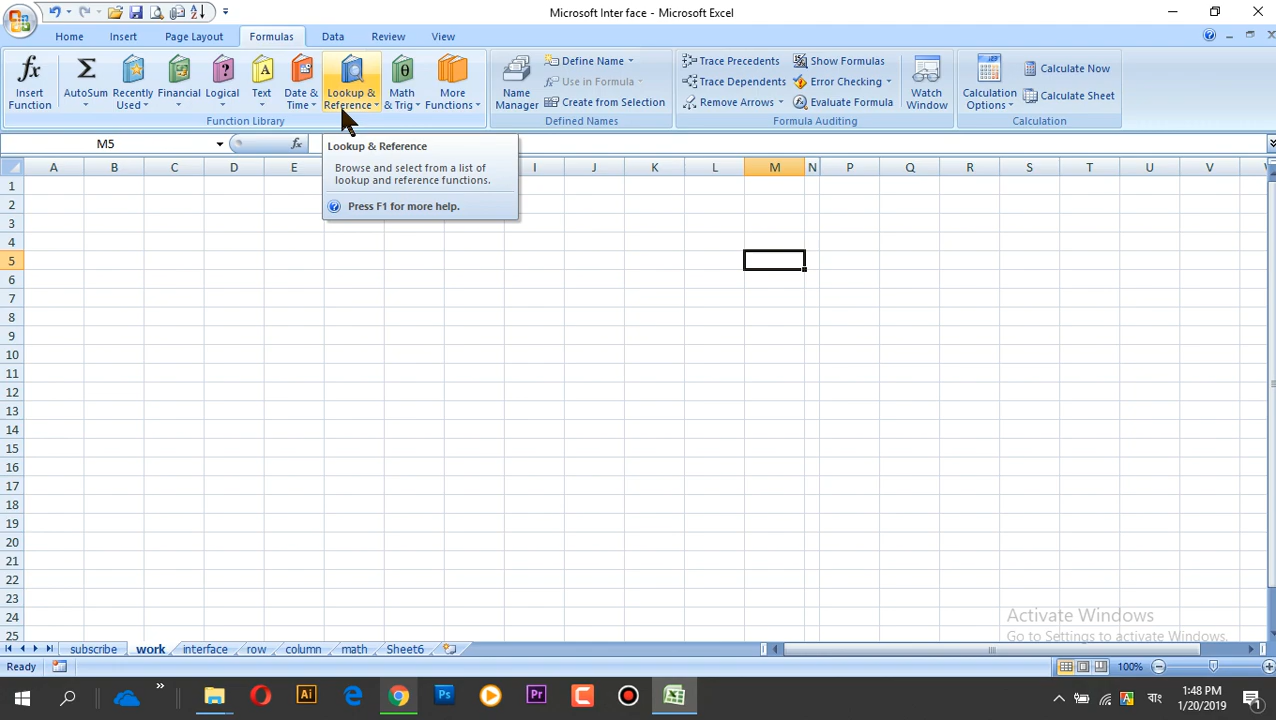 Microsoft Inter face - Microsoft Excel
Home Insert Page Layout Formulas Data Review View
Insert Function
AutoSum
Recently Used
Financial
Logical
Text
Date & Time
Lookup & Reference
Math & Trig
More Functions
Function Library
Name Manager
Define Name
Use in Formula
Create from Selection
Defined Names
Trace Precedents
Trace Dependents
Remove Arrows
Show Formulas
Error Checking
Evaluate Formula
Formula Auditing
Watch Window
Calculation Options
Calculate Now
Calculate Sheet
Calculation
M5 fx
Lookup & Reference
Browse and select from a list of
lookup and reference functions.
Press F1 for more help.
A B C D E I J K L M N P Q R S T U V
1
2
3
4
5
6
7
8
9
10
11
12
13
14
15
16
17
18
19
20
21
22
23
24
25
Activate Windows
Go to Settings to activate Windows.
subscribe work interface row column math Sheet6
Ready 100%
Ai Ps Pr বাং 1:48 PM
1/20/2019